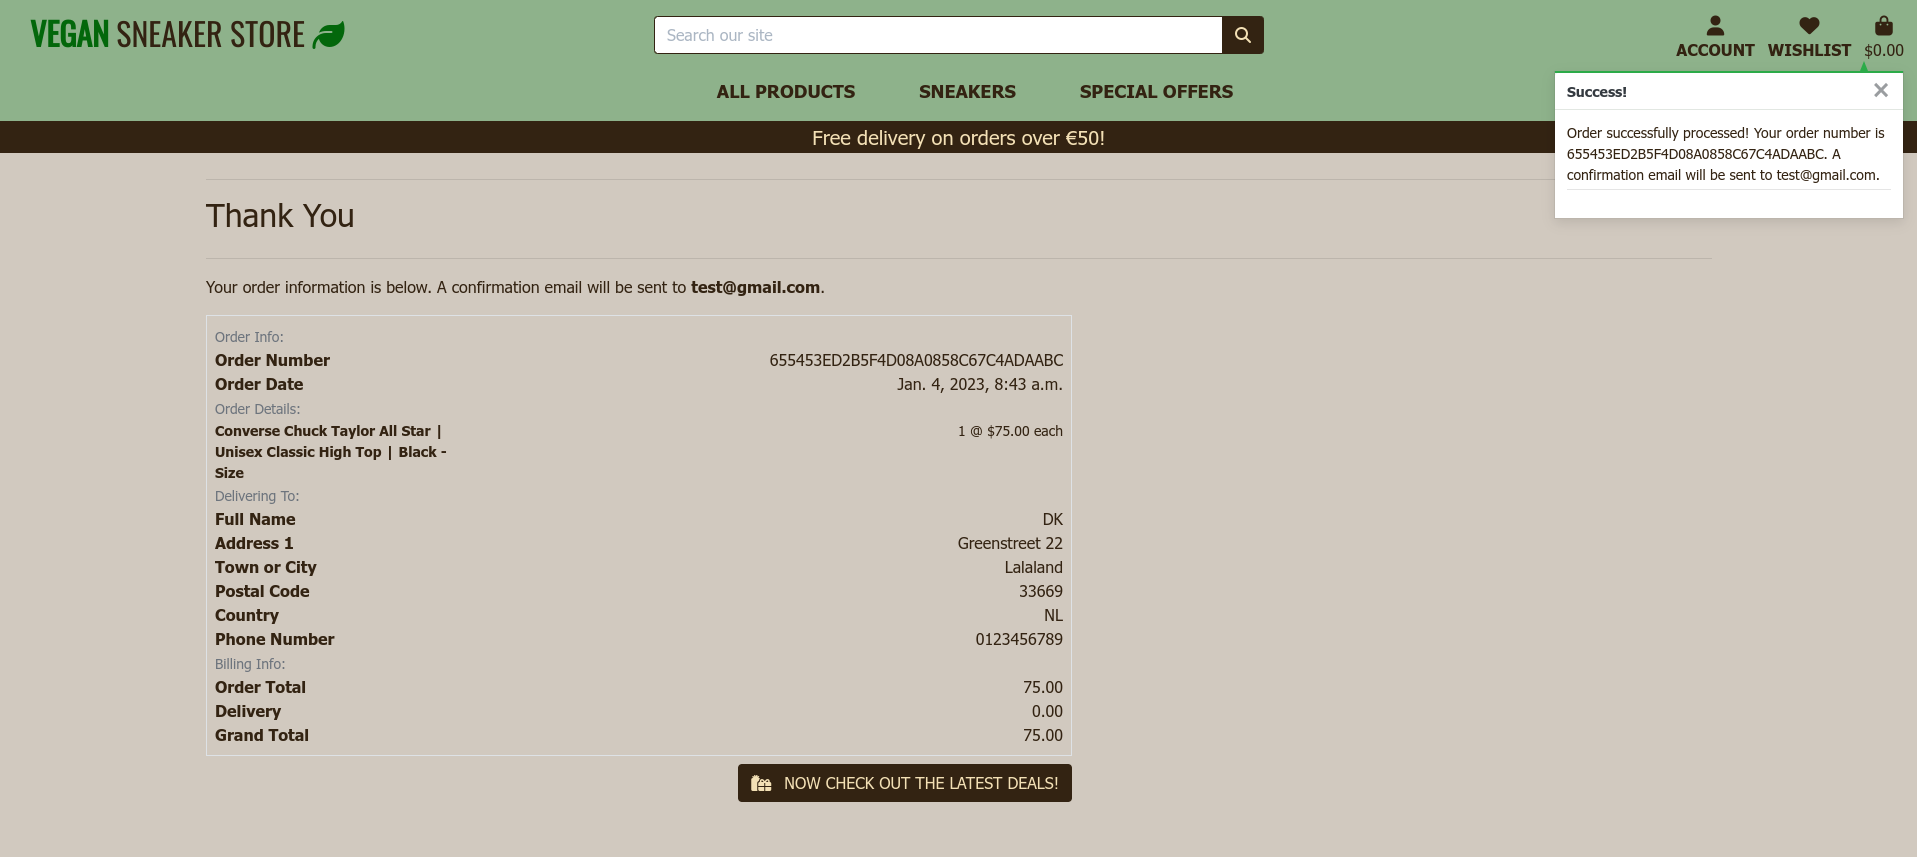 VEGAN SNEAKER STORE
Search our site
ACCOUNT WISHLIST $0.00
ALL PRODUCTS SNEAKERS SPECIAL OFFERS
Free delivery on orders over €50!
Success!
Order successfully processed! Your order number is
655453ED2B5F4D08A0858C67C4ADAABC. A
confirmation email will be sent to test@gmail.com.
Thank You
Your order information is below. A confirmation email will be sent to test@gmail.com.
Order Info:
Order Number 655453ED2B5F4D08A0858C67C4ADAABC
Order Date Jan. 4, 2023, 8:43 a.m.
Order Details:
Converse Chuck Taylor All Star | 1 @ $75.00 each
Unisex Classic High Top | Black -
Size
Delivering To:
Full Name DK
Address 1 Greenstreet 22
Town or City Lalaland
Postal Code 33669
Country NL
Phone Number 0123456789
Billing Info:
Order Total 75.00
Delivery 0.00
Grand Total 75.00
NOW CHECK OUT THE LATEST DEALS!